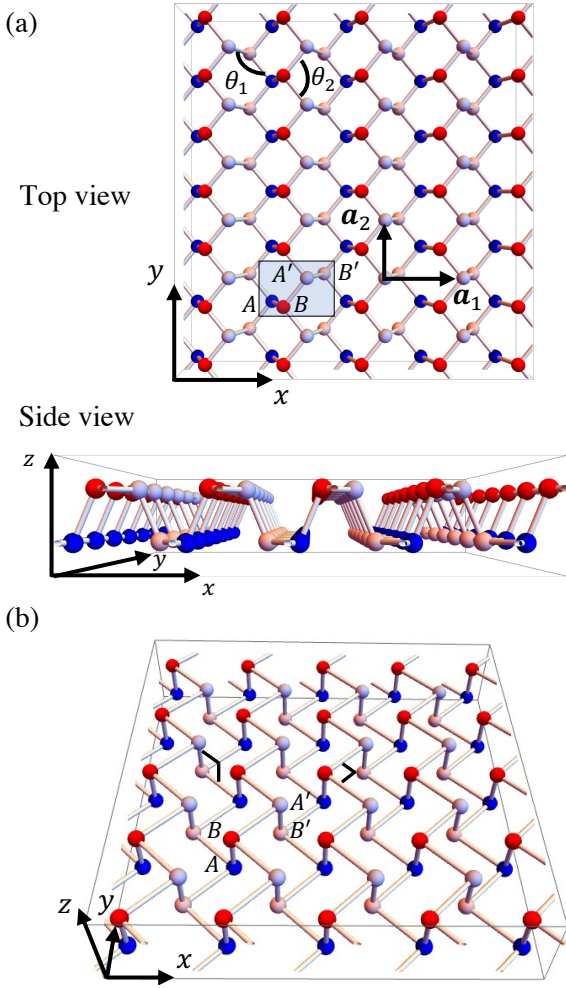 (a)
θ₁ θ₂
Top view
a₂
y A′ B′
A B a₁
x
Side view
z
y
x
(b)
A′
B B′
A
z y
x